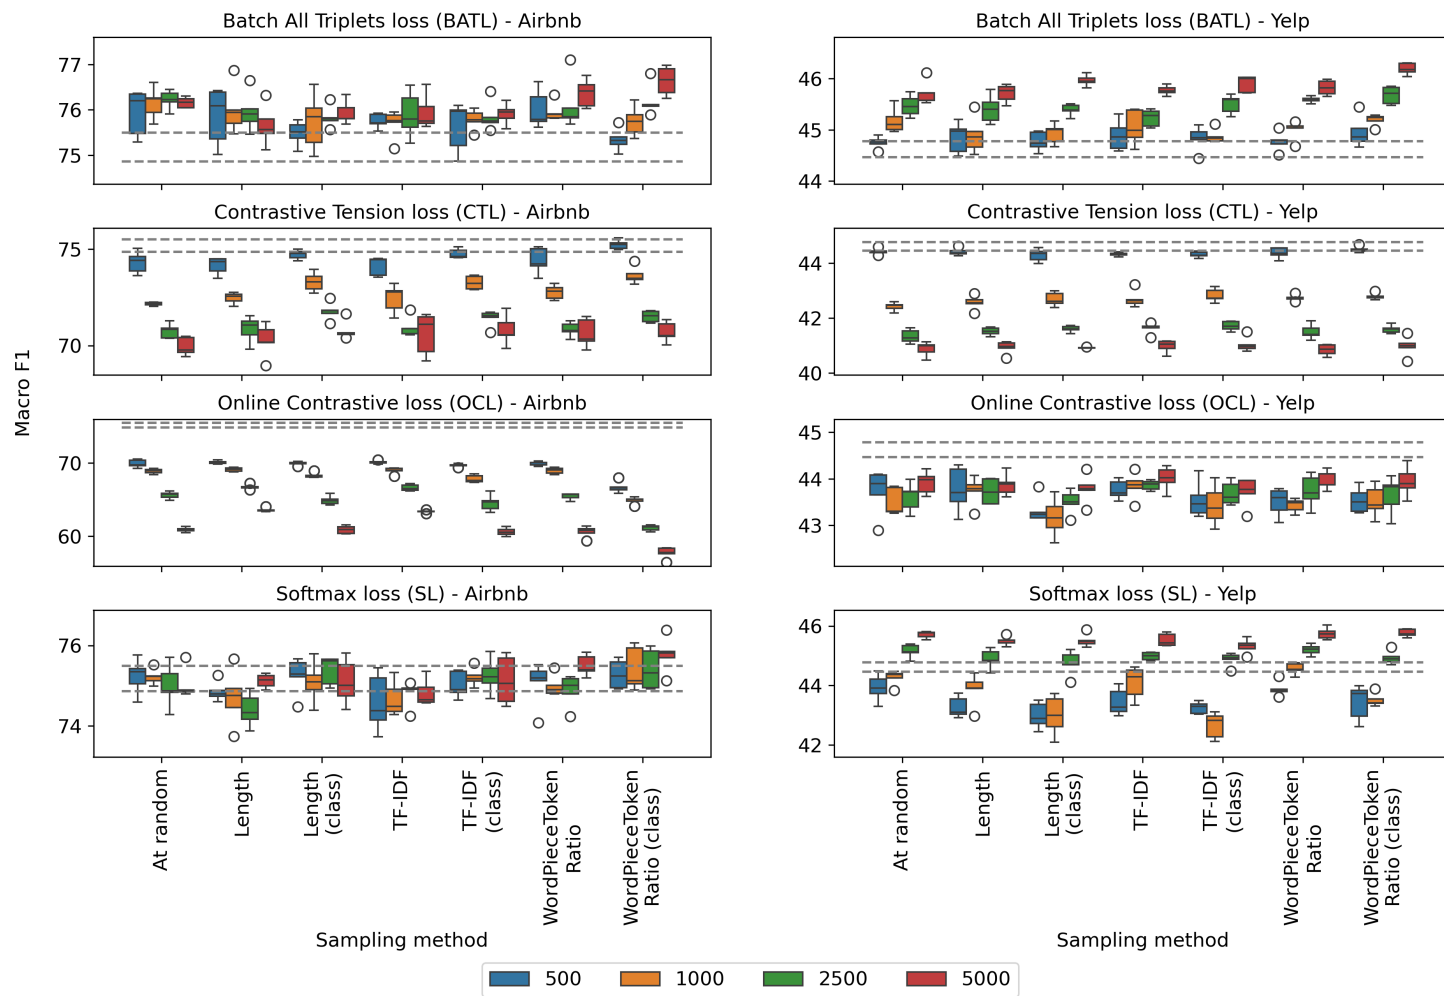 Batch All Triplets loss (BATL) - Airbnb
77
76
75
Batch All Triplets loss (BATL) - Yelp
46
45
44
Contrastive Tension loss (CTL) - Airbnb
75
70
Contrastive Tension loss (CTL) - Yelp
44
42
40
Macro F1
Online Contrastive loss (OCL) - Airbnb
70
60
Online Contrastive loss (OCL) - Yelp
45
44
43
Softmax loss (SL) - Airbnb
76
74
Softmax loss (SL) - Yelp
46
44
42
At random
Length
Length
(class)
TF-IDF
TF-IDF
(class)
WordPieceToken
Ratio
WordPieceToken
Ratio (class)
At random
Length
Length
(class)
TF-IDF
TF-IDF
(class)
WordPieceToken
Ratio
WordPieceToken
Ratio (class)
Sampling method
Sampling method
500
1000
2500
5000